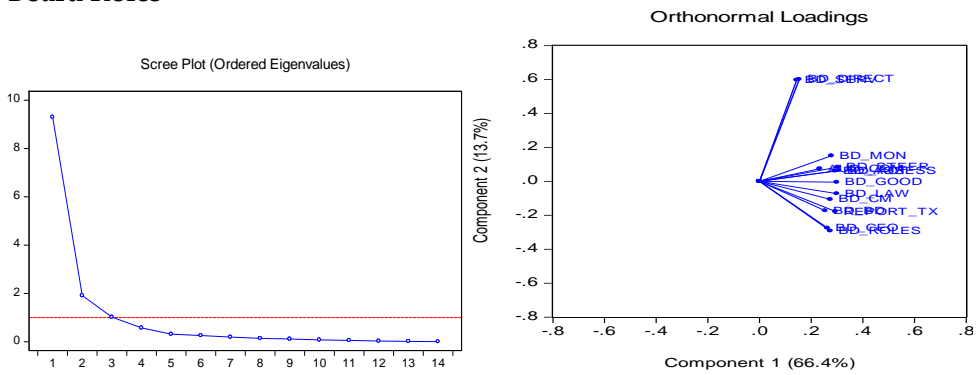 Board Roles
Orthonormal Loadings
Scree Plot (Ordered Eigenvalues)
10
8
6
4
2
0
1 2 3 4 5 6 7 8 9 10 11 12 13 14
Component 2 (13.7%)
.8
.6
.4
.2
.0
-.2
-.4
-.6
-.8
BD_DIRECT
BD_MON
BD_STEER
BD_GOOD
BD_LAW
BD_CM
REPORT_TX
BD_CEO
BD_ROLES
-.8 -.6 -.4 -.2 .0 .2 .4 .6 .8
Component 1 (66.4%)